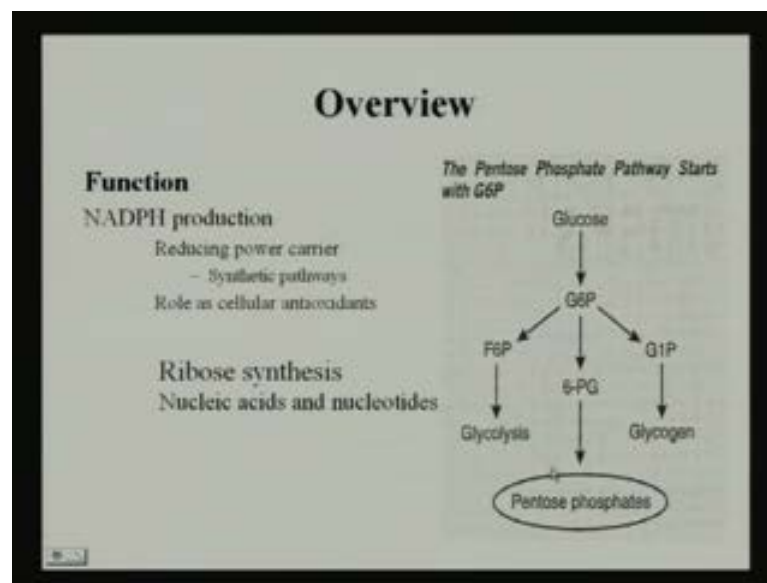 Overview
Function
NADPH production
Reducing power carrier
– Synthetic pathways
Role as cellular antioxidants
Ribose synthesis
Nucleic acids and nucleotides
The Pentose Phosphate Pathway Starts
with G6P
Glucose
G6P
F6P
G1P
6-PG
Glycolysis
Glycogen
Pentose phosphates